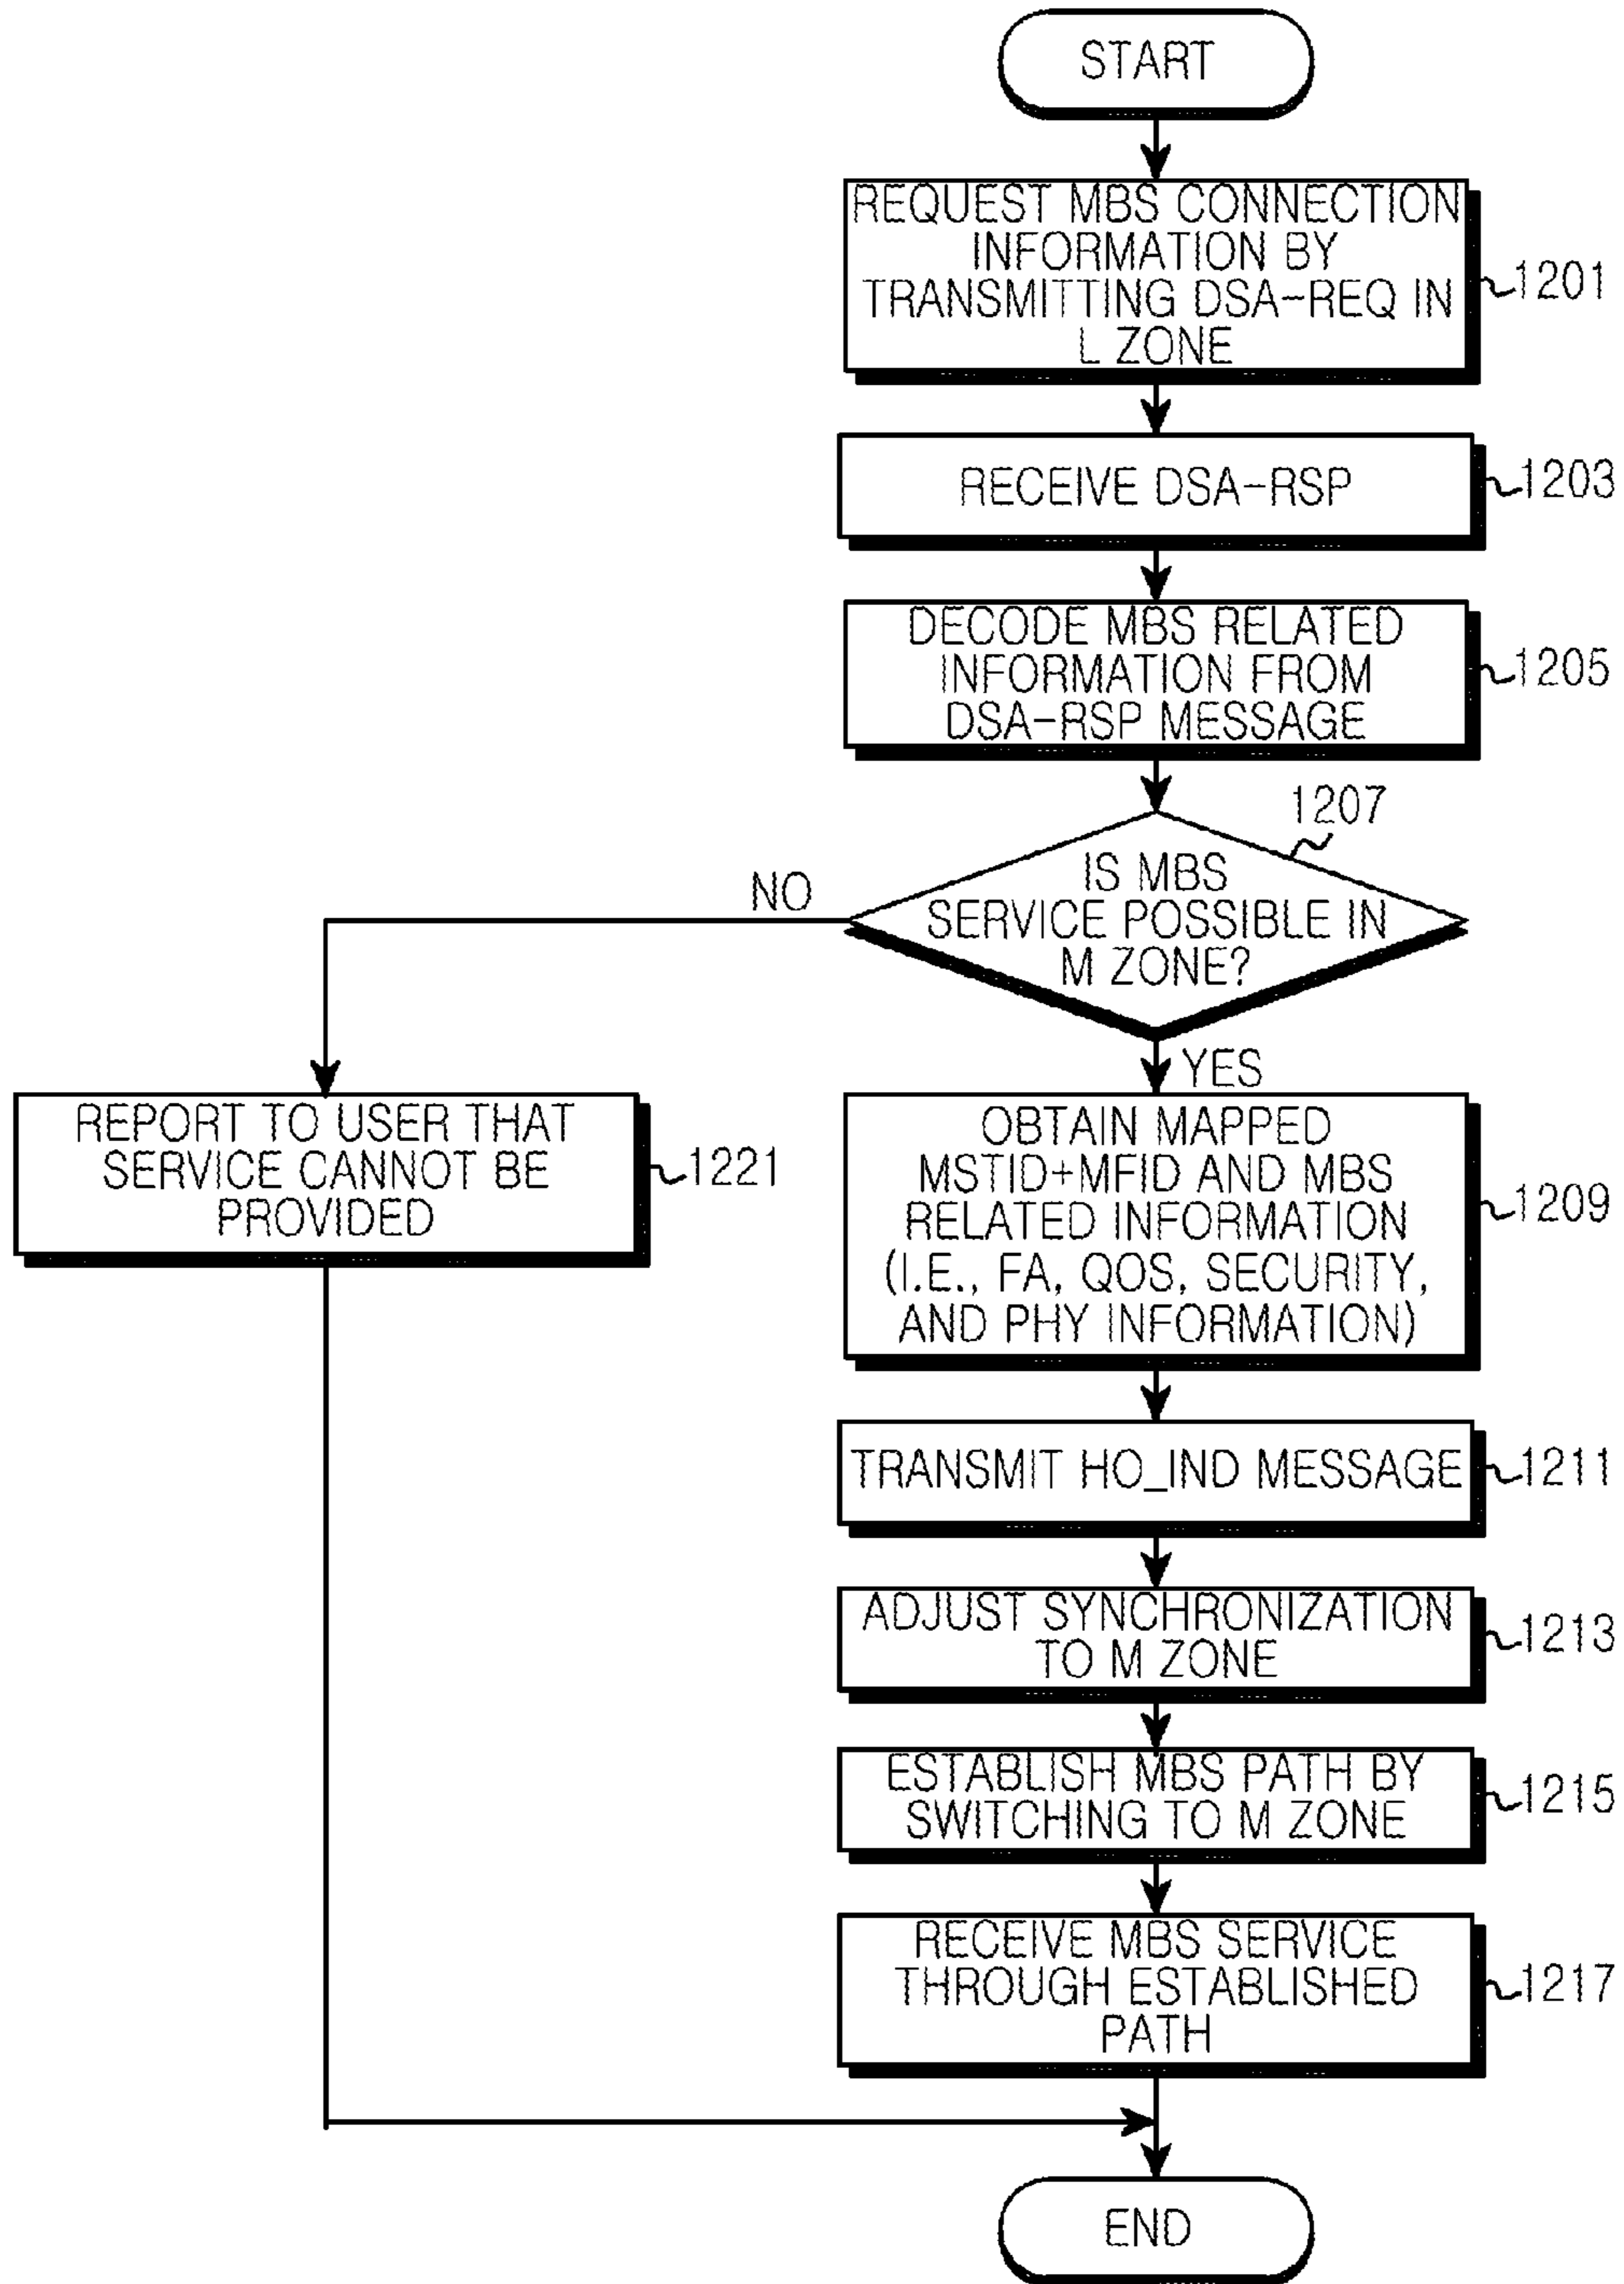 START
REQUEST MBS CONNECTION
INFORMATION BY
TRANSMITTING DSA-REQ IN
L ZONE
1201
RECEIVE DSA-RSP
1203
DECODE MBS RELATED
INFORMATION FROM
DSA-RSP MESSAGE
1205
1207
IS MBS
SERVICE POSSIBLE IN
M ZONE?
NO
YES
REPORT TO USER THAT
SERVICE CANNOT BE
PROVIDED
1221
OBTAIN MAPPED
MSTID+MFID AND MBS
RELATED INFORMATION
(I.E., FA, QOS, SECURITY,
AND PHY INFORMATION)
1209
TRANSMIT HO_IND MESSAGE
1211
ADJUST SYNCHRONIZATION
TO M ZONE
1213
ESTABLISH MBS PATH BY
SWITCHING TO M ZONE
1215
RECEIVE MBS SERVICE
THROUGH ESTABLISHED
PATH
1217
END